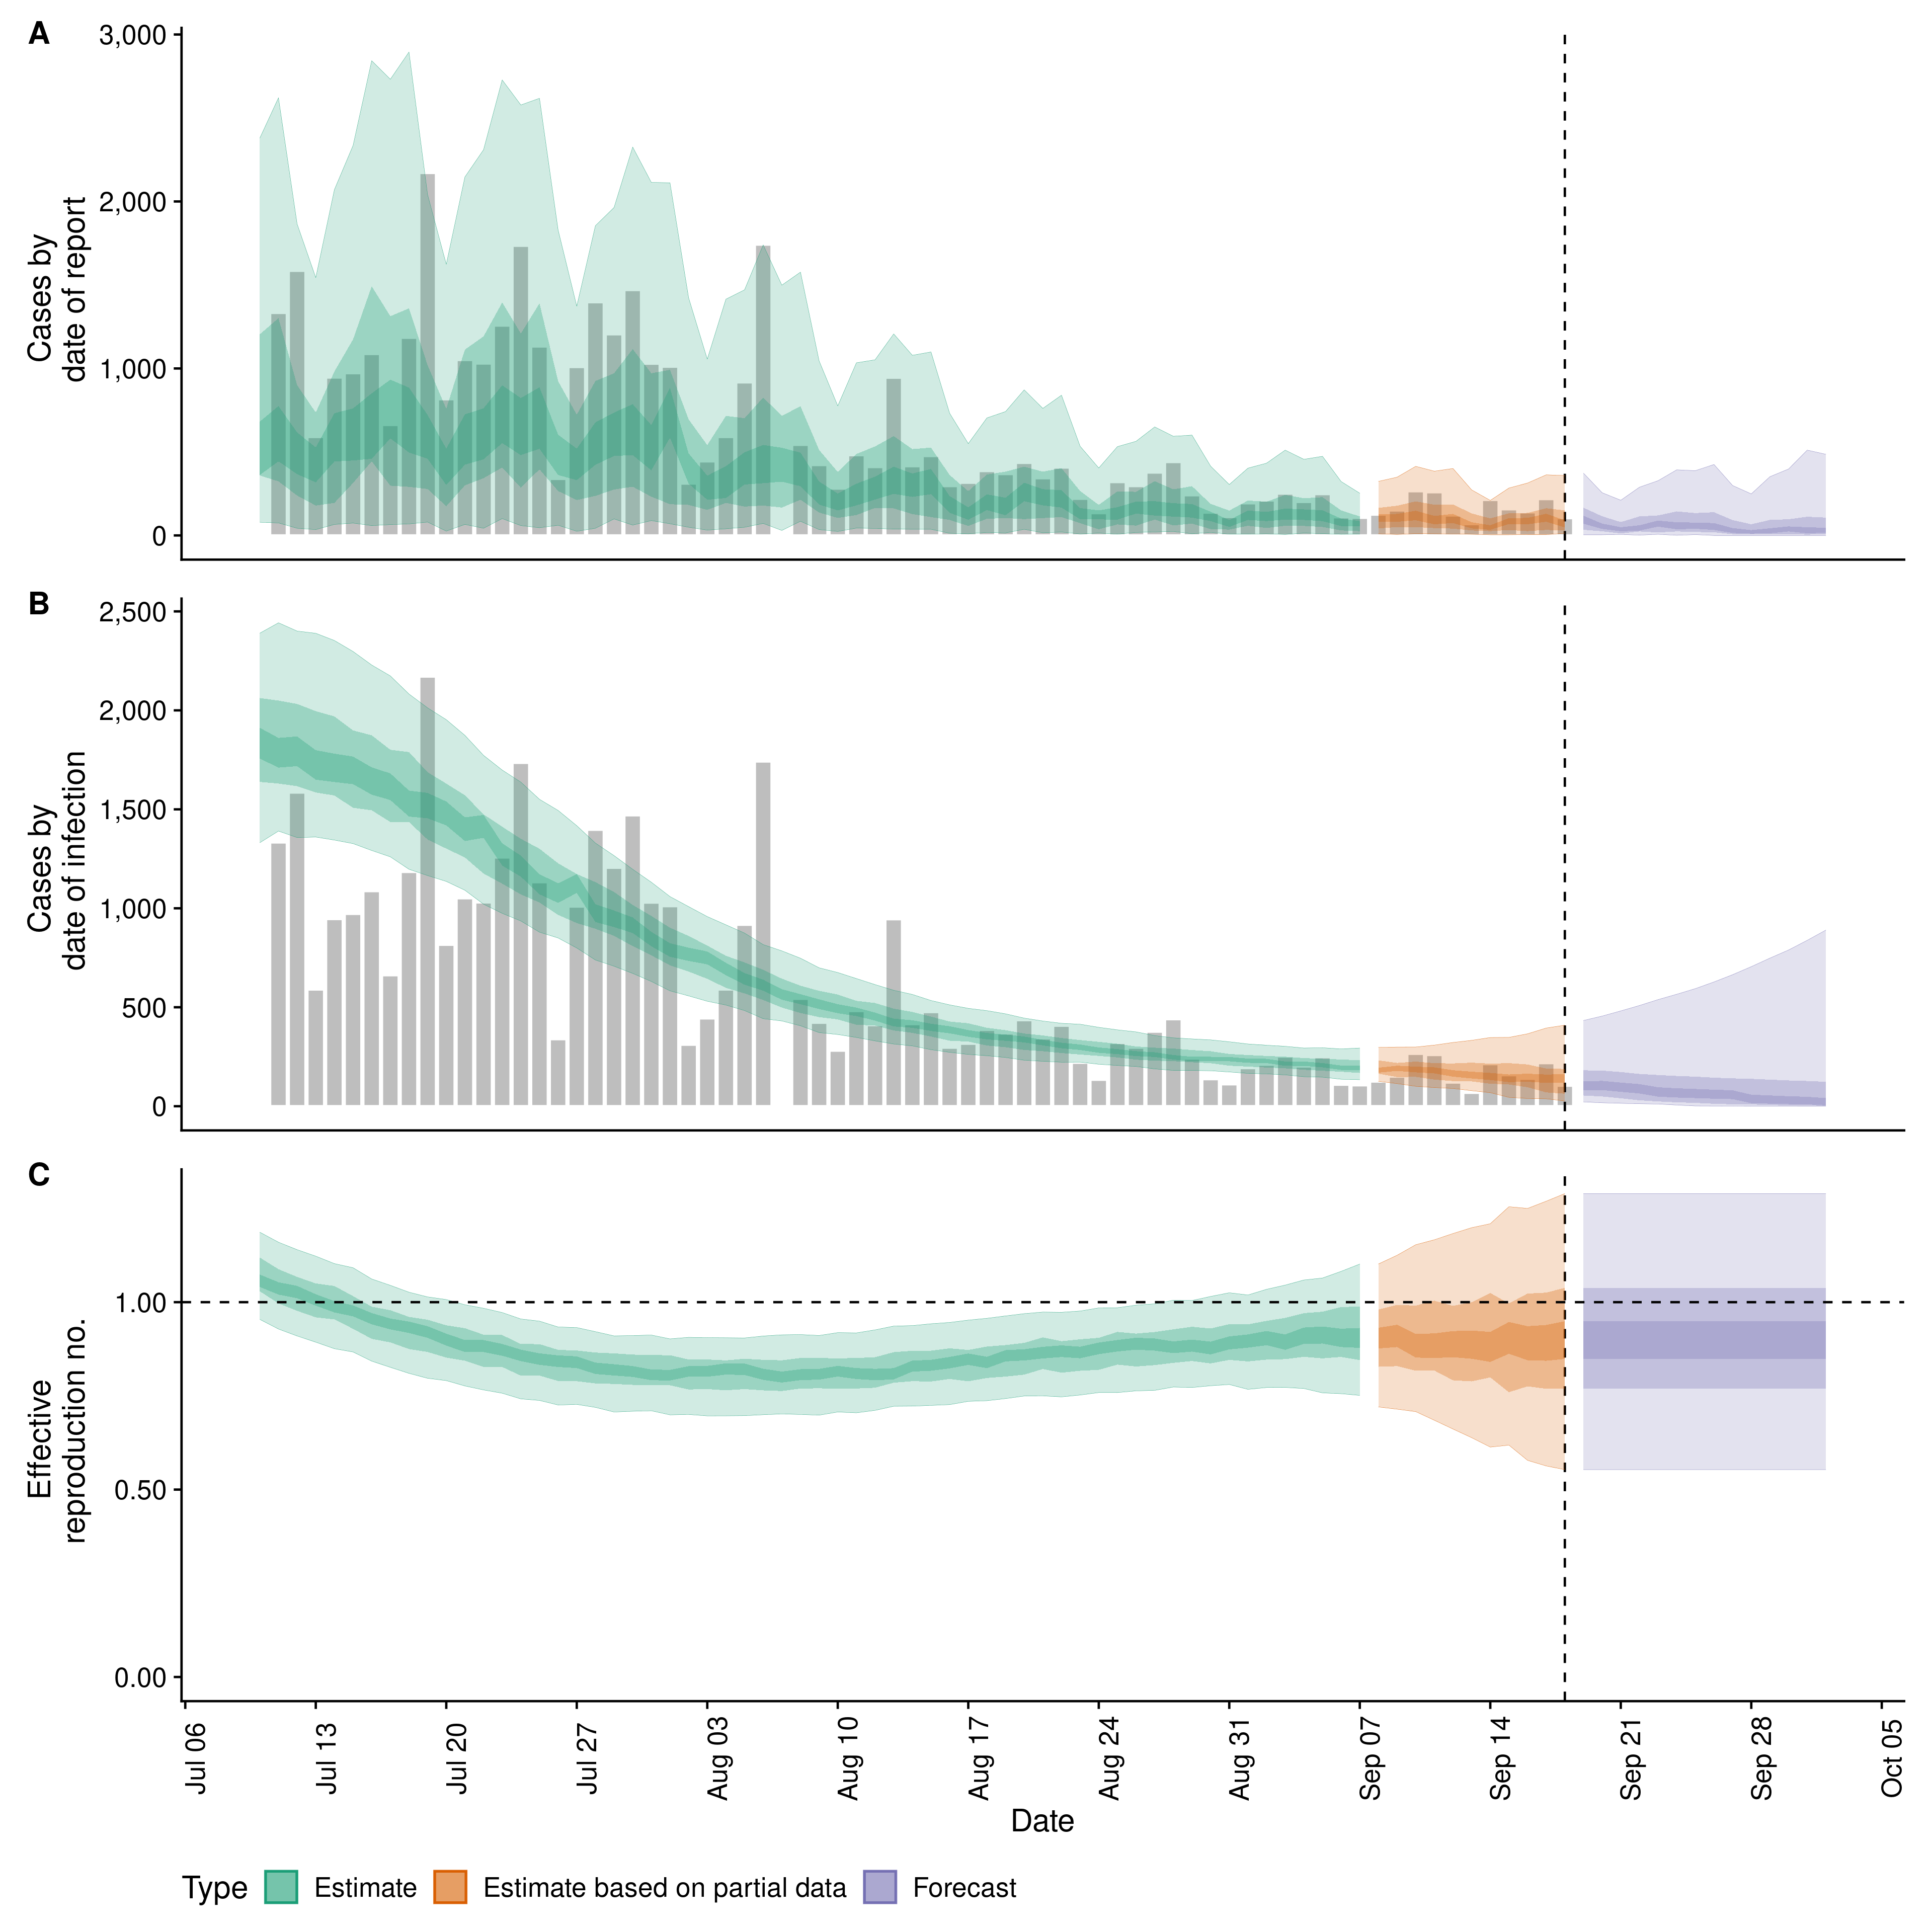 A
3,000
2,000
1,000
0
Cases by
date of report
B
2,500
2,000
1,500
1,000
500
0
Cases by
date of infection
C
1.00
0.50
0.00
Effective
reproduction no.
Jul 06
Jul 13
Jul 20
Jul 27
Aug 03
Aug 10
Aug 17
Aug 24
Aug 31
Sep 07
Sep 14
Sep 21
Sep 28
Oct 05
Date
Type Estimate Estimate based on partial data Forecast